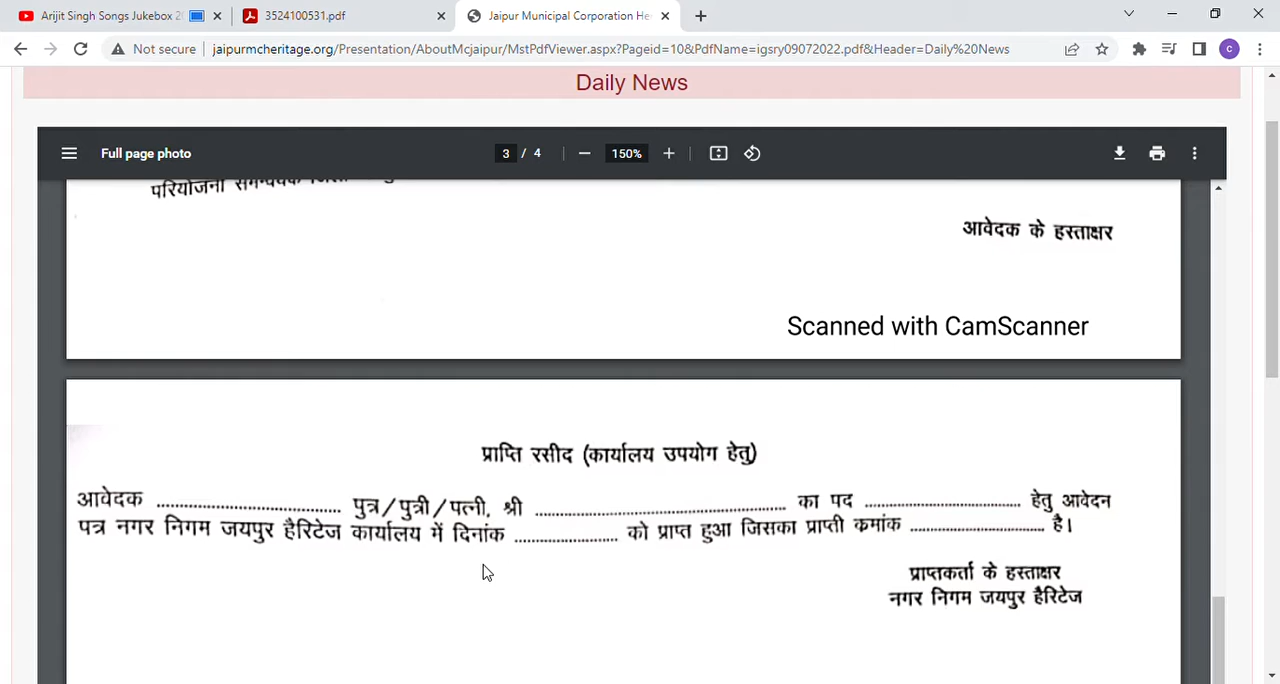 Arijit Singh Songs Jukebox 2
3524100531.pdf
Jaipur Municipal Corporation He
Not secure
jaipurmcheritage.org/Presentation/AboutMcjaipur/MstPdfViewer.aspx?Pageid=10&PdfName=igsry09072022.pdf&Header=Daily%20News
c
Daily News
Full page photo
3 / 4
150%
परियोजना
आवेदक के हस्ताक्षर
Scanned with CamScanner
प्राप्ति रसीद (कार्यालय उपयोग हेतु)
आवेदक ................................. पुत्र/पुत्री/पत्नी, श्री ............................................. का पद ............................ हेतु आवेदन
पत्र नगर निगम जयपुर हैरिटेज कार्यालय में दिनांक ................... को प्राप्त हुआ जिसका प्राप्ती क्रमांक ........................ है।
प्राप्तकर्ता के हस्ताक्षर
नगर निगम जयपुर हैरिटेज